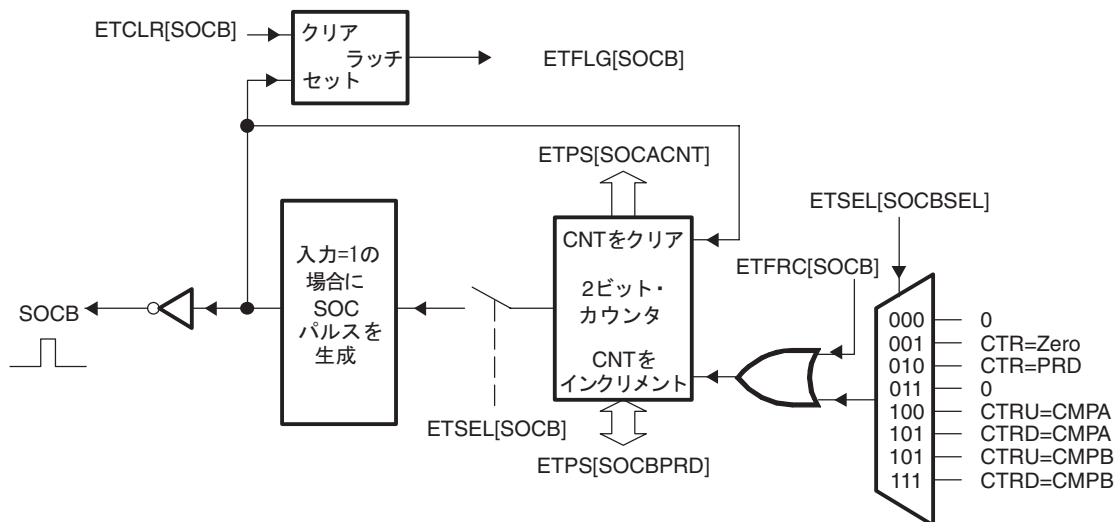 ETCLR[SOCB]
クリア
ラッチ
セット
ETFLG[SOCB]
ETPS[SOCACNT]
ETSEL[SOCBSEL]
ETFRC[SOCB]
CNTをクリア
2ビット・
カウンタ
CNTを
インクリメント
入力=1の
場合に
SOC
パルスを
生成
SOCB
ETSEL[SOCB]
ETPS[SOCBPRD]
000 0
001 CTR=Zero
010 CTR=PRD
011 0
100 CTRU=CMPA
101 CTRD=CMPA
101 CTRU=CMPB
111 CTRD=CMPB